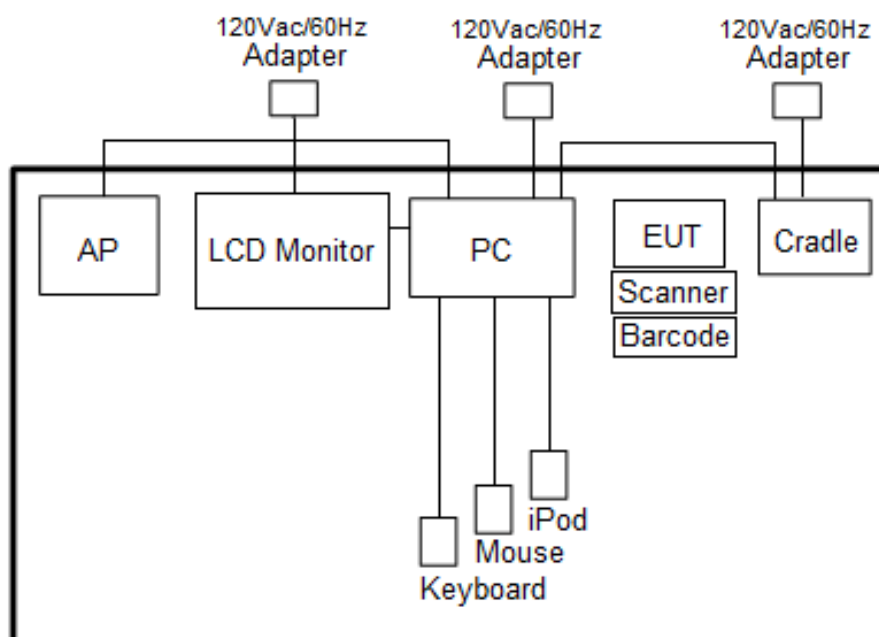 120Vac/60Hz
Adapter
120Vac/60Hz
Adapter
120Vac/60Hz
Adapter
AP
LCD Monitor
PC
EUT
Cradle
Scanner
Barcode
iPod
Mouse
Keyboard